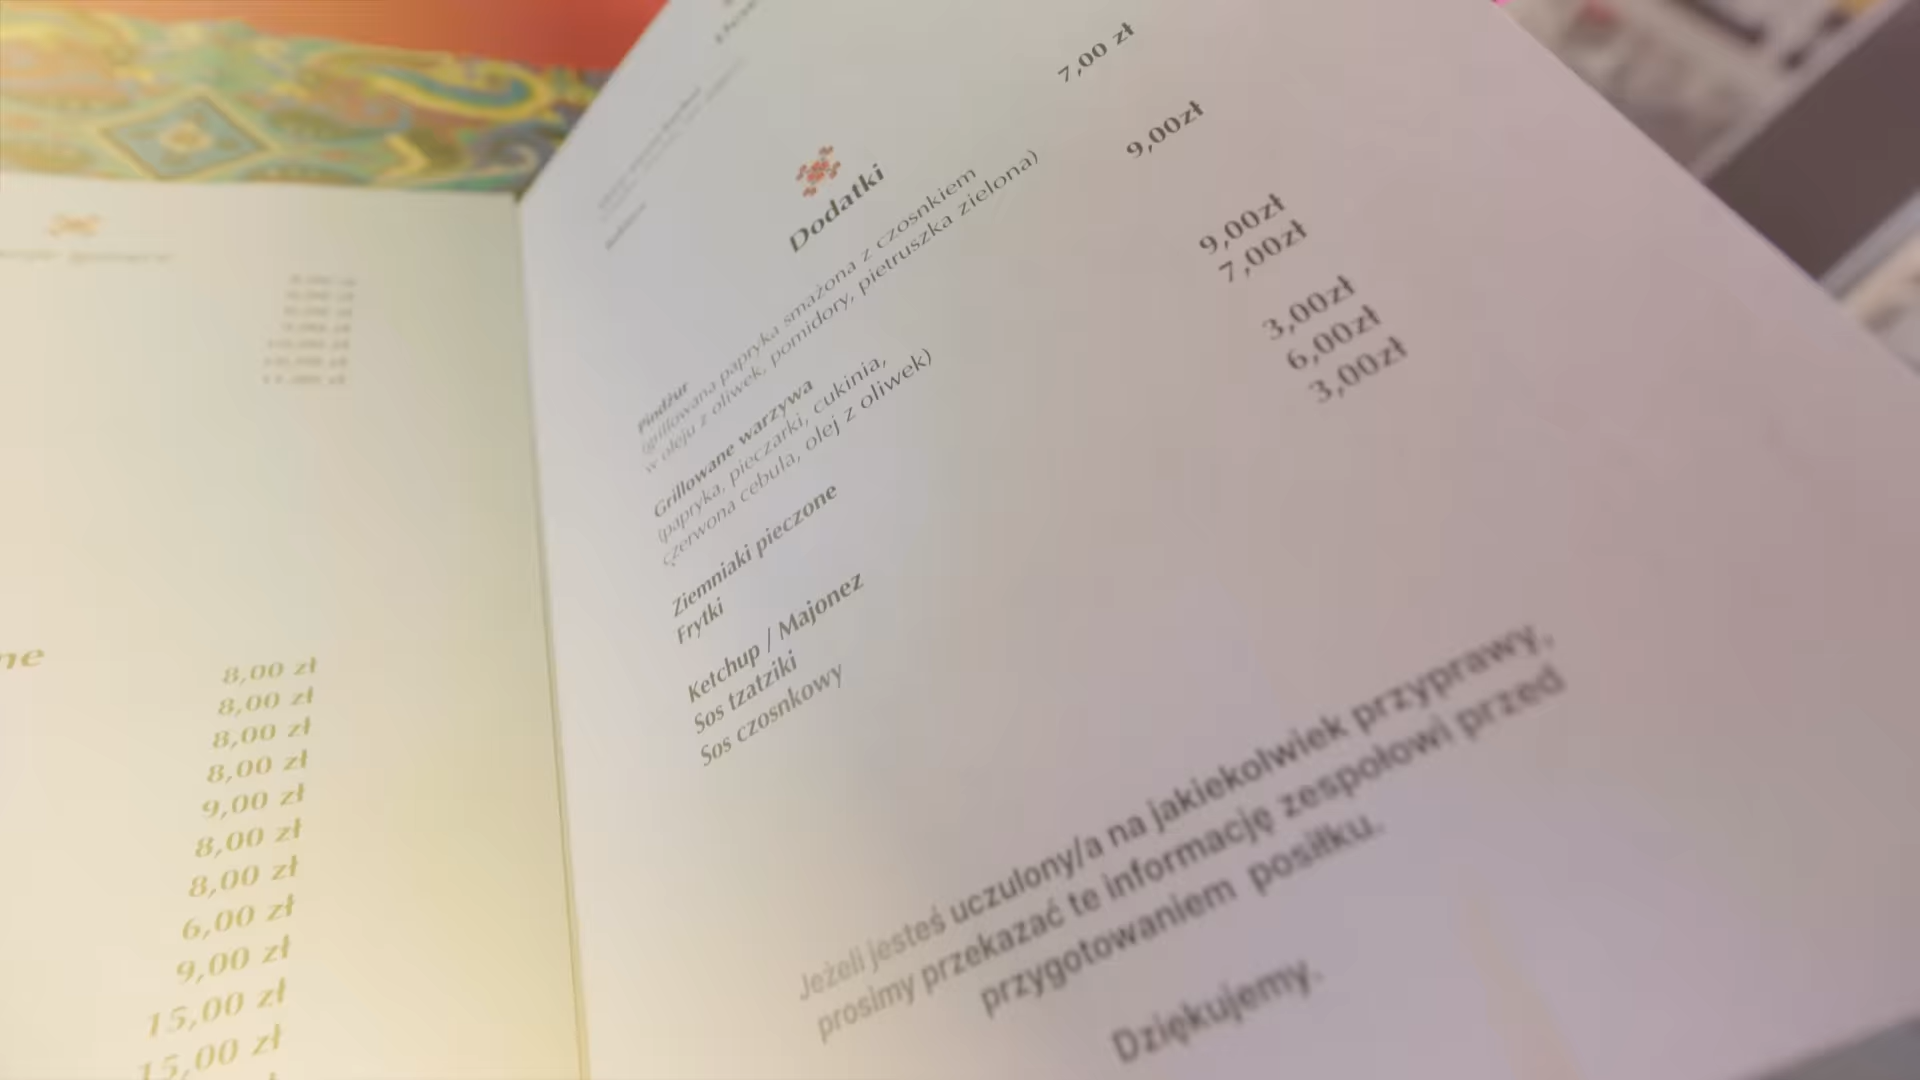 ne
8,00 zł
8,00 zł
8,00 zł
8,00 zł
9,00 zł
8,00 zł
8,00 zł
6,00 zł
9,00 zł
15,00 zł
15,00 zł
Dodatki
Pindżur
(grillowana papryka smażona z czosnkiem
w oleju z oliwek, pomidory, pietruszka zielona)
7,00 zł
Grillowane warzywa
(papryka, pieczarki, cukinia,
czerwona cebula, olej z oliwek)
9,00zł
Ziemniaki pieczone 9,00zł
Frytki 7,00zł
Ketchup / Majonez 3,00zł
Sos tzatziki 6,00zł
Sos czosnkowy 3,00zł
Jeżeli jesteś uczulony/a na jakiekolwiek przyprawy,
prosimy przekazać te informację zespołowi przed
przygotowaniem posiłku.
Dziękujemy.